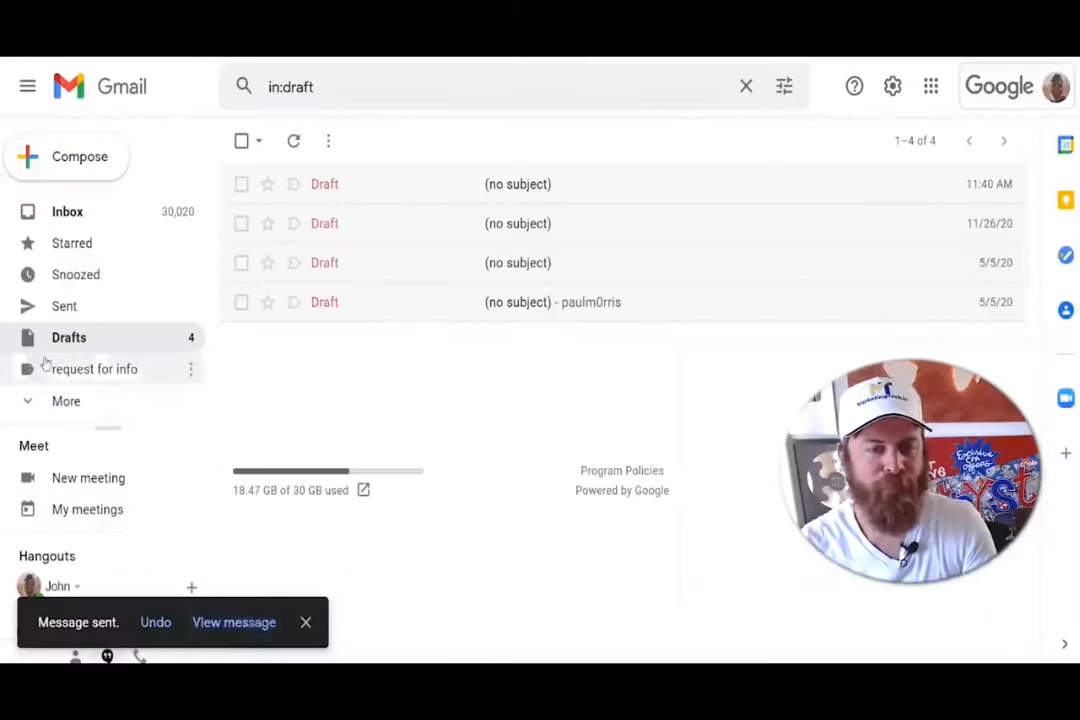 Gmail
in:draft
Google
Compose
1–4 of 4
Draft (no subject) 11:40 AM
Draft (no subject) 11/26/20
Draft (no subject) 5/5/20
Draft (no subject) - paulm0rris 5/5/20
Inbox 30,020
Starred
Snoozed
Sent
Drafts 4
request for info
More
Meet
New meeting
My meetings
Hangouts
John
18.47 GB of 30 GB used
Program Policies
Powered by Google
Message sent. Undo View message
Exclusive
CPA
offers